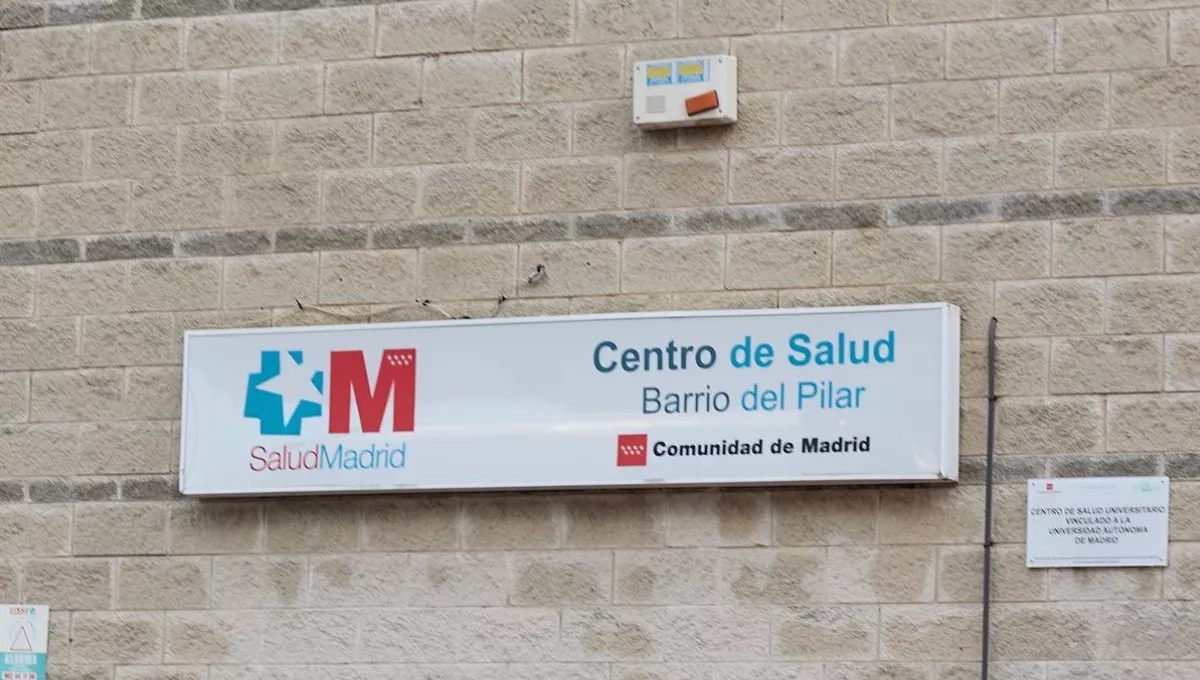 Centro de Salud
Barrio del Pilar
M
SaludMadrid
Comunidad de Madrid
CENTRO DE SALUD UNIVERSITARIO
VINCULADO A LA
UNIVERSIDAD AUTÓNOMA
DE MADRID
ALARMA